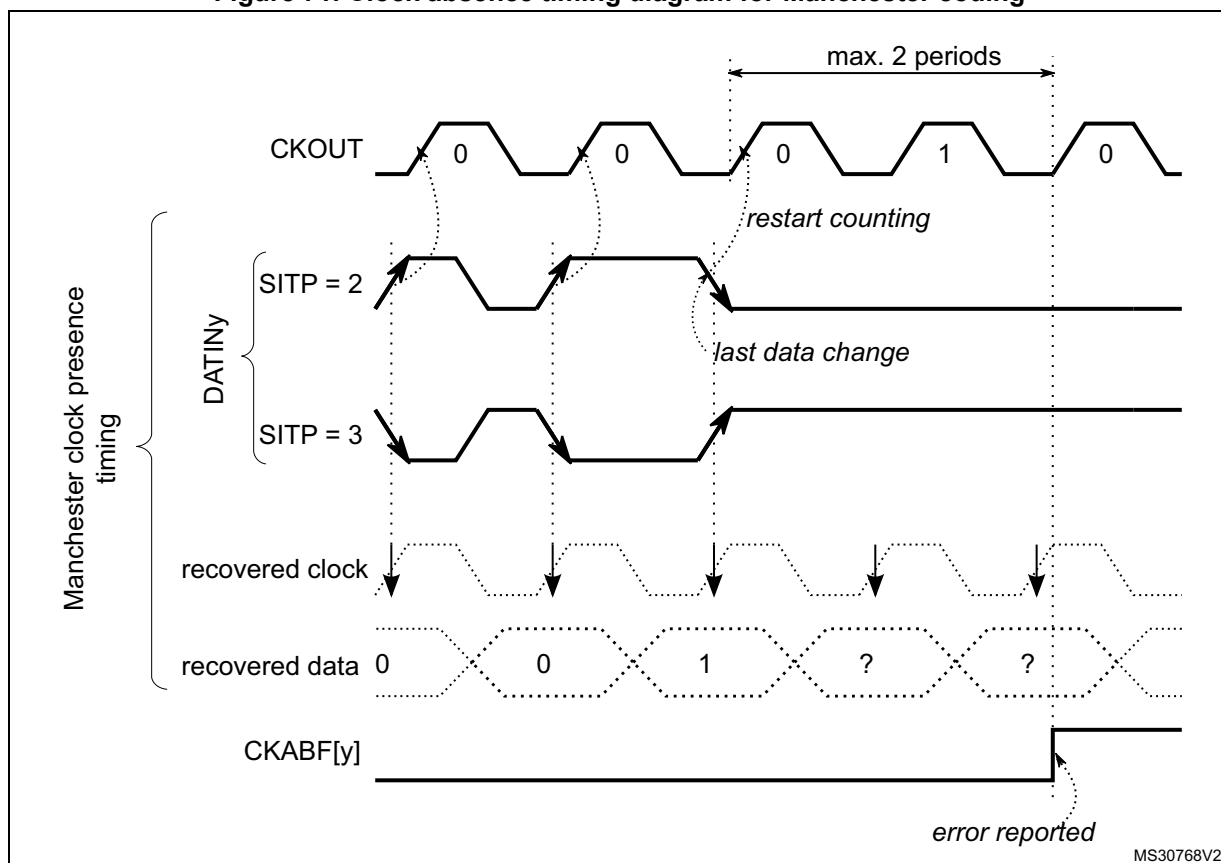 max. 2 periods
CKOUT
0
0
0
1
0
restart counting
SITP = 2
DATINy
last data change
SITP = 3
Manchester clock presence
timing
recovered clock
recovered data
0
0
1
?
?
CKABF[y]
error reported
MS30768V2